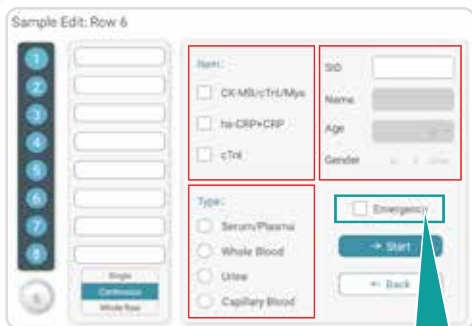 Sample Edit: Row 6
1
2
3
4
5
6
7
8
Single
Continuous
Whole Row
Item:
CK-MB/cTnI/Myo
hs-CRP+CRP
cTnI
Type:
Serum/Plasma
Whole Blood
Urine
Capillary Blood
SID
Name
Age
Gender
Emergency
Start
Back